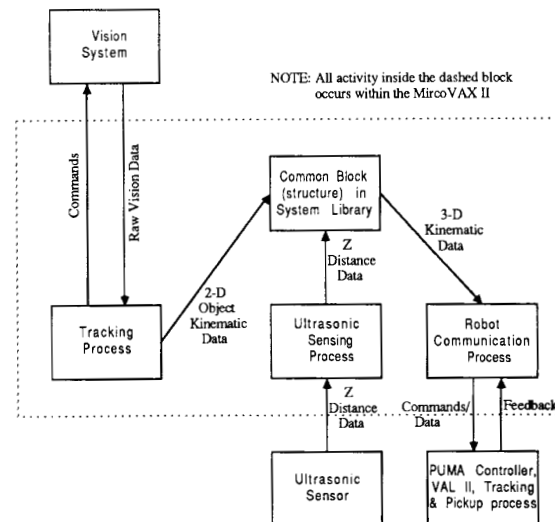 Vision
System
NOTE: All activity inside the dashed block
occurs within the MircoVAX II
Commands
Raw Vision Data
Common Block
(structure) in
System Library
3-D
Kinematic
Data
Z
Distance
Data
2-D
Object
Kinematic
Data
Tracking
Process
Ultrasonic
Sensing
Process
Robot
Communication
Process
Z
Distance
Data
Commands/
Data
Feedback
Ultrasonic
Sensor
PUMA Controller,
VAL II, Tracking
& Pickup process